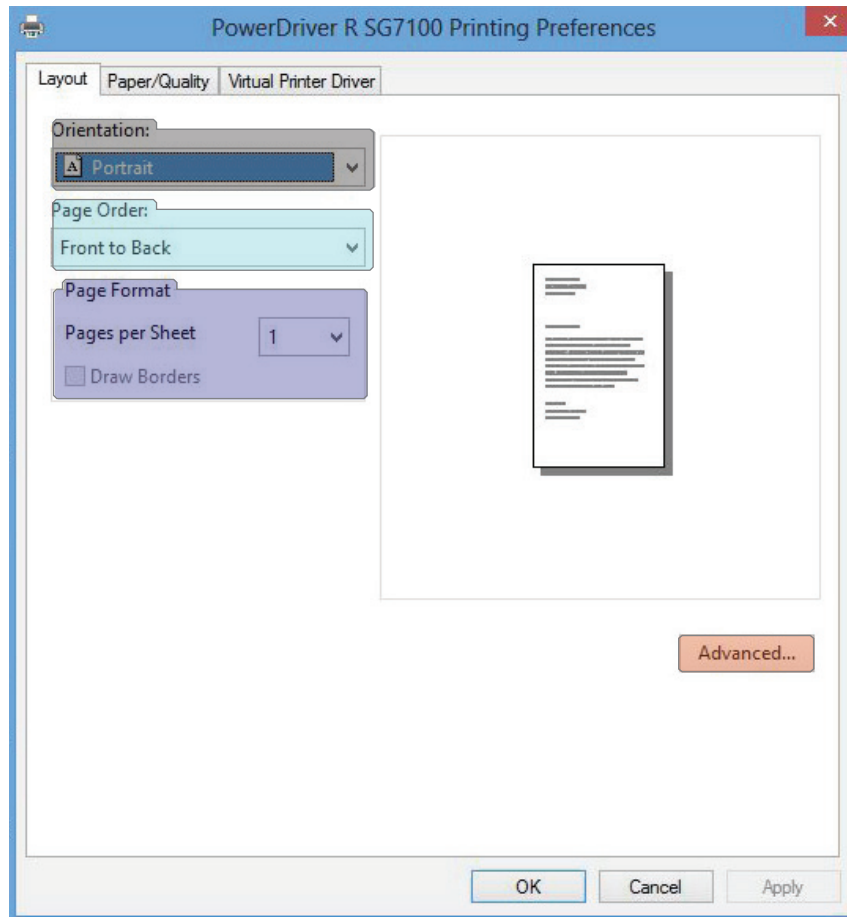 PowerDriver R SG7100 Printing Preferences
Layout Paper/Quality Virtual Printer Driver
Orientation:
A Portrait
Page Order:
Front to Back
Page Format
Pages per Sheet 1
Draw Borders
Advanced...
OK Cancel Apply